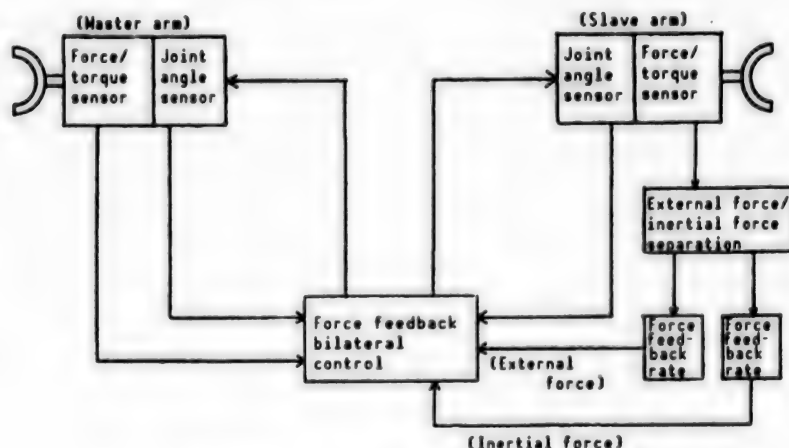 (Master arm)
Force/
torque
sensor
Joint
angle
sensor
(Slave arm)
Joint
angle
sensor
Force/
torque
sensor
External force/
inertial force
separation
Force feedback
bilateral
control
Force
feed-
back
rate
Force
feed-
back
rate
(External
force)
(Inertial force)